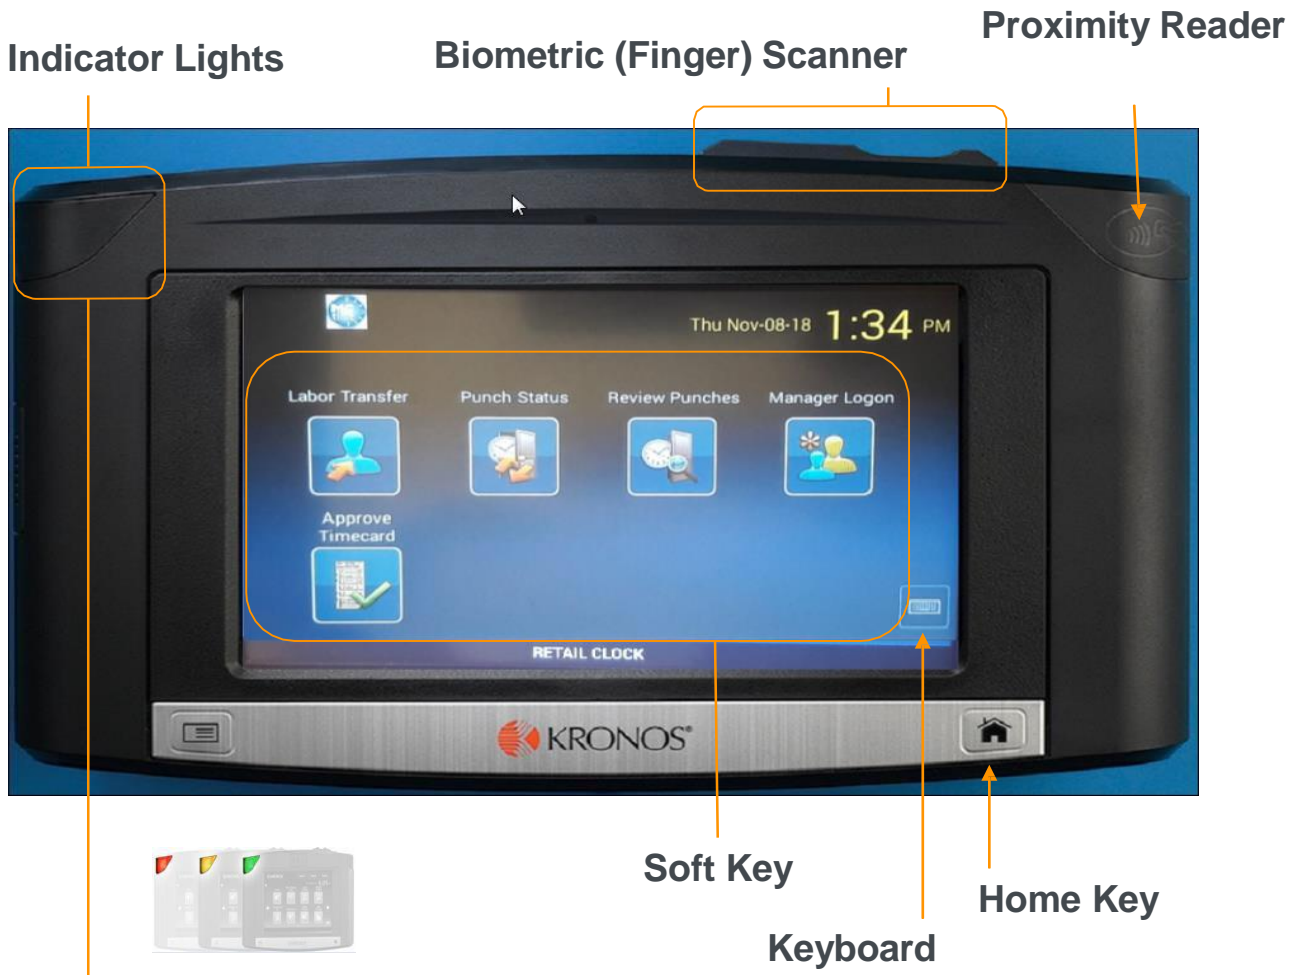 Proximity Reader
Indicator Lights
Biometric (Finger) Scanner
Thu Nov-08-18 1:34 PM
Labor Transfer
Punch Status
Review Punches
Manager Logon
Approve
Timecard
RETAIL CLOCK
KRONOS®
Soft Key
Home Key
Keyboard